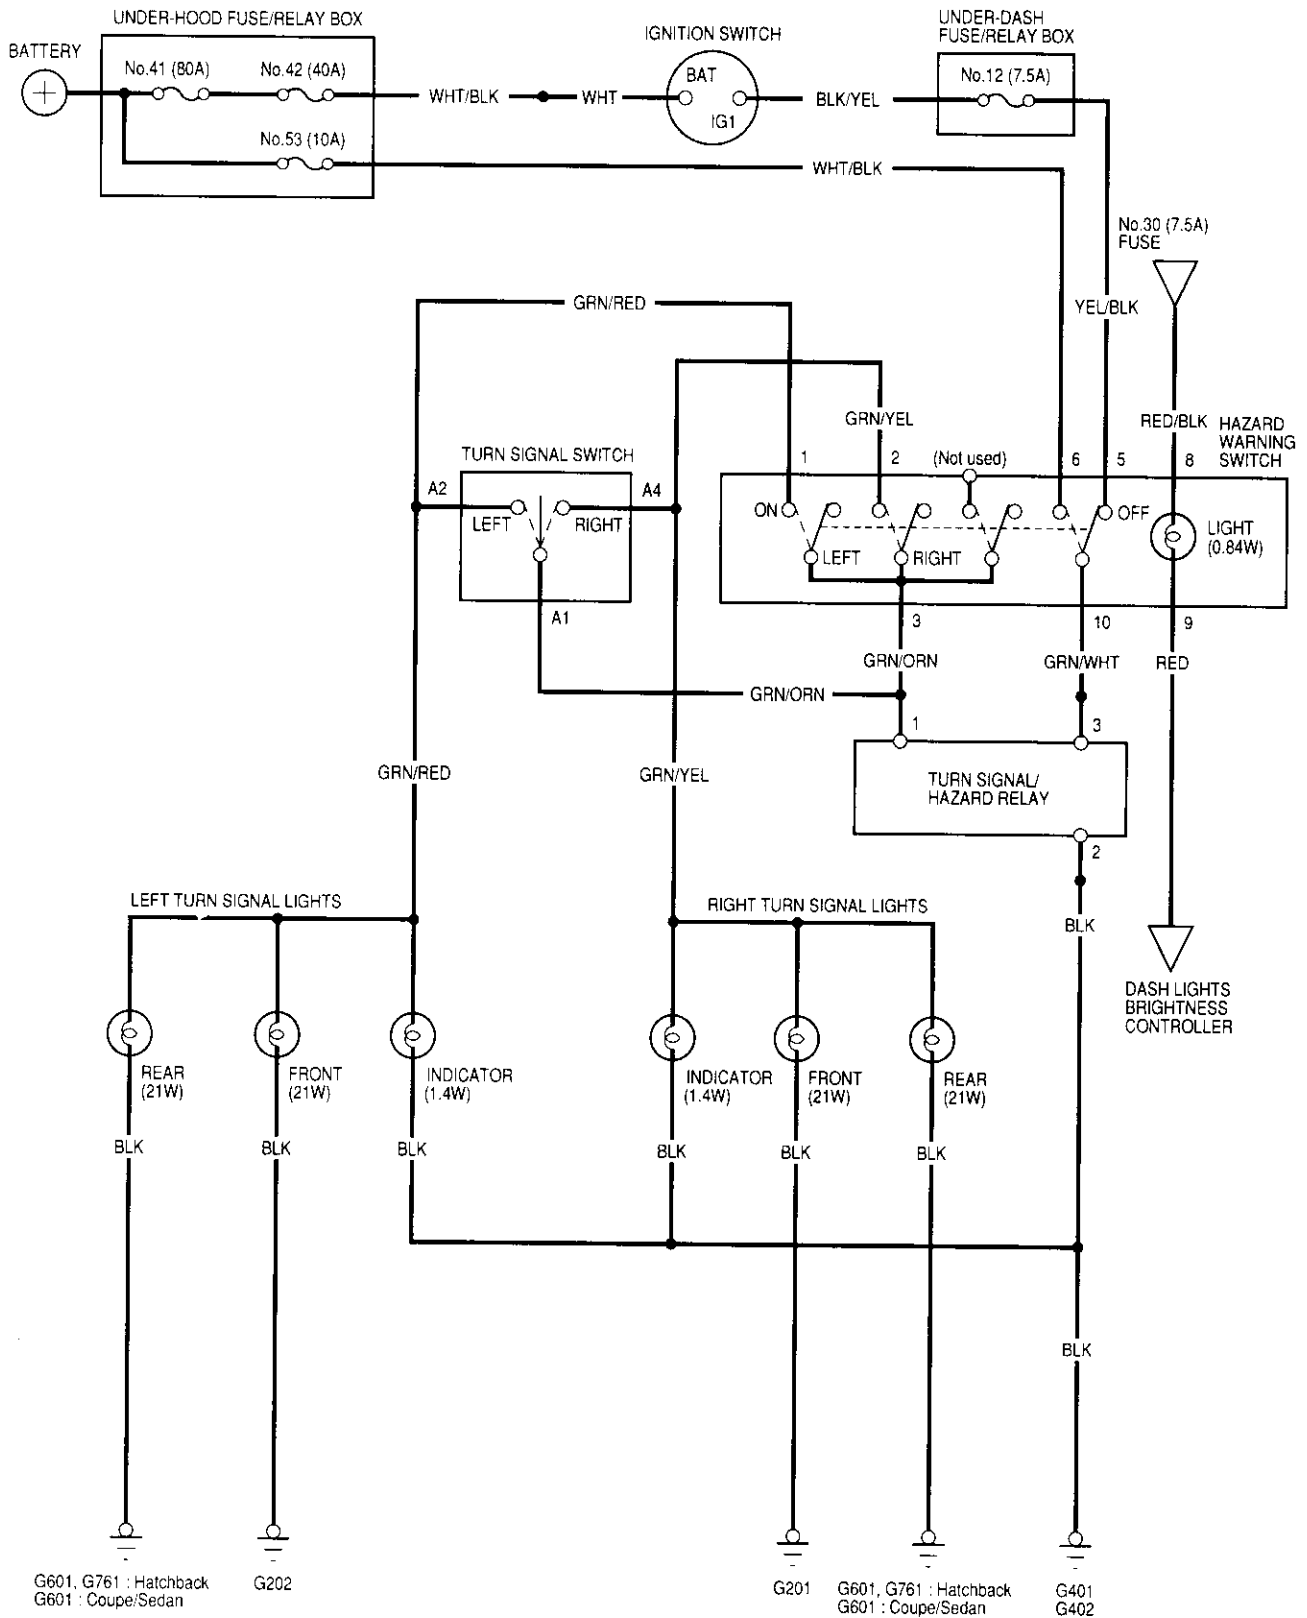 UNDER-HOOD FUSE/RELAY BOX
BATTERY
No.41 (80A)
No.42 (40A)
No.53 (10A)
WHT/BLK
WHT
IGNITION SWITCH
BAT
IG1
BLK/YEL
UNDER-DASH
FUSE/RELAY BOX
No.12 (7.5A)
WHT/BLK
No.30 (7.5A)
FUSE
GRN/RED
YEL/BLK
GRN/YEL
RED/BLK
HAZARD
WARNING
SWITCH
TURN SIGNAL SWITCH
A2
A4
LEFT
RIGHT
A1
1
2
(Not used)
6
5
8
ON
OFF
LEFT
RIGHT
LIGHT
(0.84W)
3
10
9
GRN/ORN
GRN/WHT
RED
GRN/ORN
1
3
GRN/RED
GRN/YEL
TURN SIGNAL/
HAZARD RELAY
2
BLK
LEFT TURN SIGNAL LIGHTS
RIGHT TURN SIGNAL LIGHTS
DASH LIGHTS
BRIGHTNESS
CONTROLLER
REAR
(21W)
FRONT
(21W)
INDICATOR
(1.4W)
INDICATOR
(1.4W)
FRONT
(21W)
REAR
(21W)
BLK
BLK
BLK
BLK
BLK
BLK
BLK
G601, G761 : Hatchback
G601 : Coupe/Sedan
G202
G201
G601, G761 : Hatchback
G601 : Coupe/Sedan
G401
G402